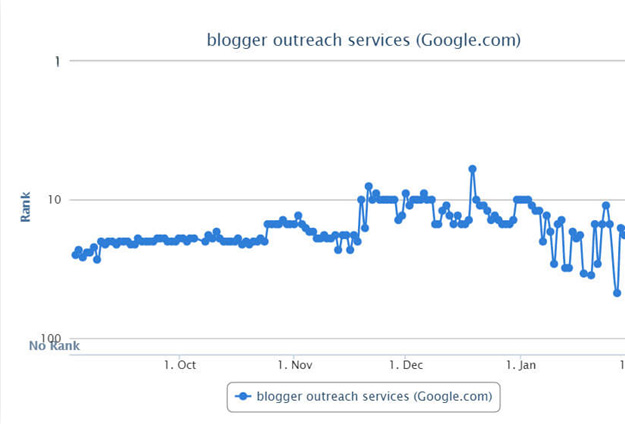 blogger outreach services (Google.com)
1
Rank
10
100
No Rank
1. Oct
1. Nov
1. Dec
1. Jan
1
blogger outreach services (Google.com)